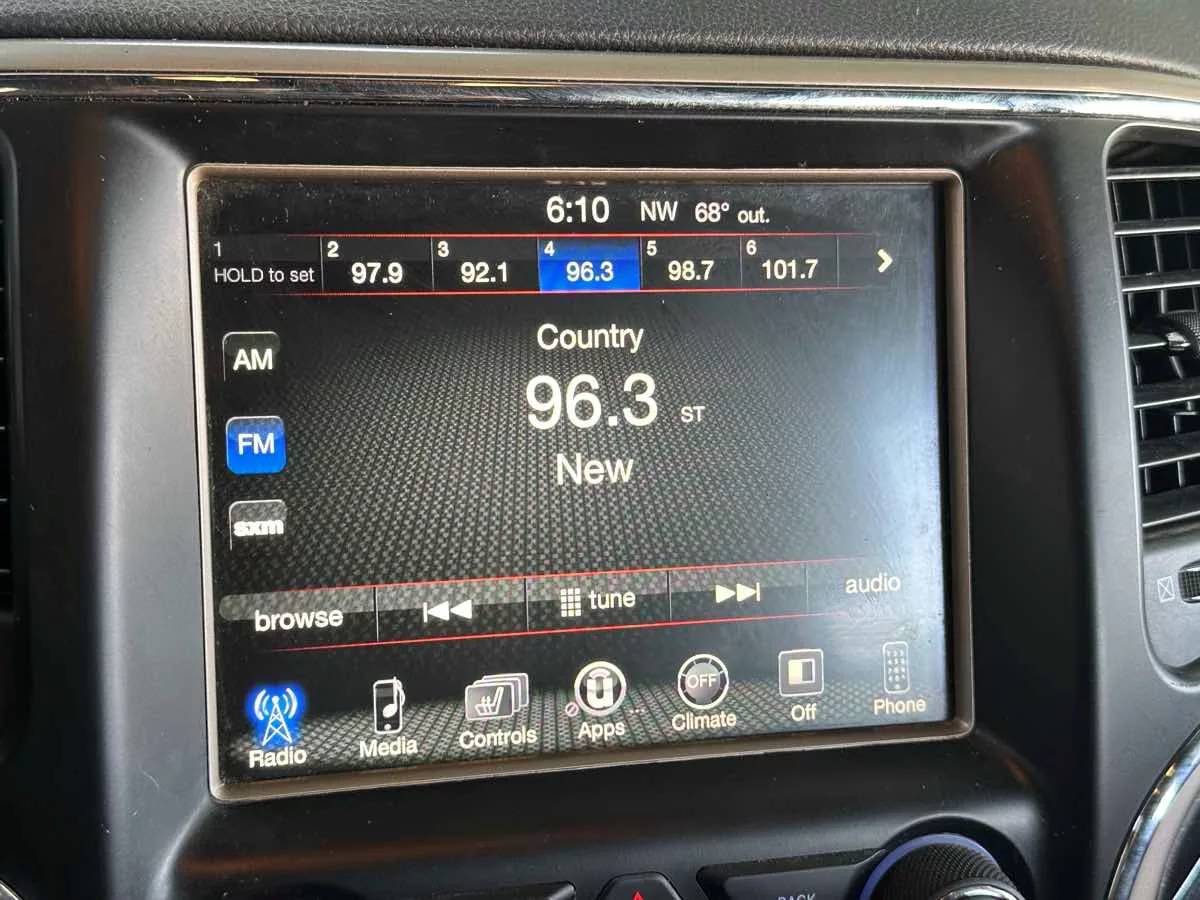 6:10 NW 68° out.
1 2 3 4 5 6
HOLD to set 97.9 92.1 96.3 98.7 101.7
Country
AM
96.3 ST
FM
New
sxm
browse tune audio
OFF
Radio Media Controls Apps Climate Off Phone
BACK